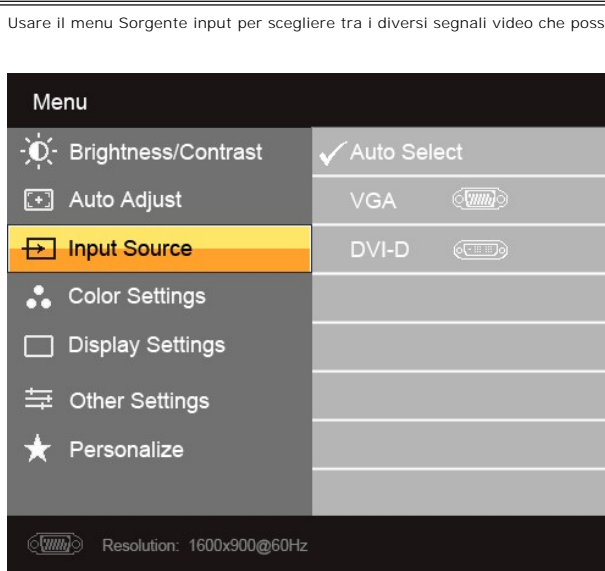 Usare il menu Sorgente input per scegliere tra i diversi segnali video che poss
Menu
Brightness/Contrast
Auto Select
Auto Adjust
VGA
Input Source
DVI-D
Color Settings
Display Settings
Other Settings
Personalize
Resolution: 1600x900@60Hz